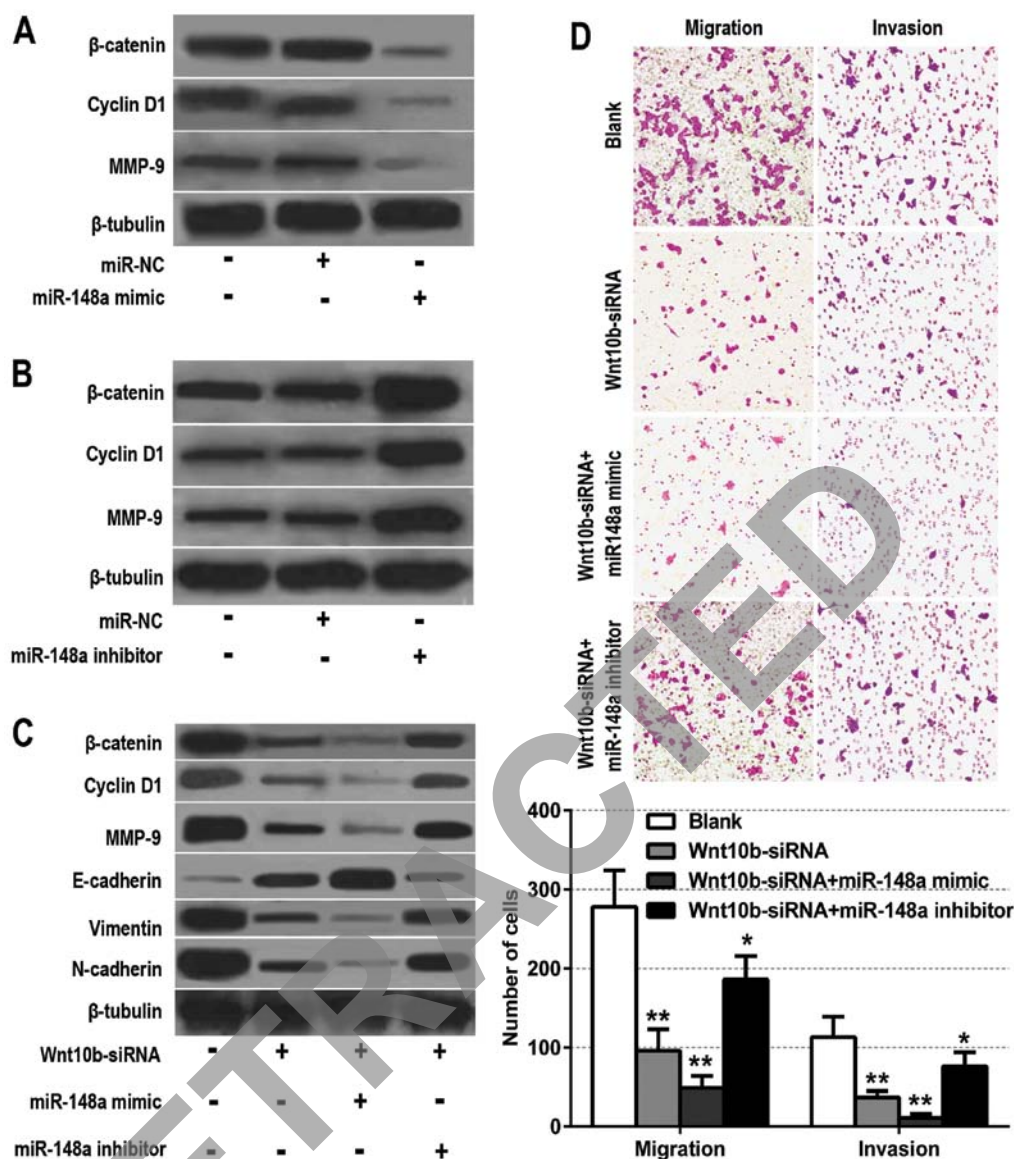 A
β-catenin
Cyclin D1
MMP-9
β-tubulin
miR-NC - + -
miR-148a mimic - - +
B
β-catenin
Cyclin D1
MMP-9
β-tubulin
miR-NC - + -
miR-148a inhibitor - - +
C
β-catenin
Cyclin D1
MMP-9
E-cadherin
Vimentin
N-cadherin
β-tubulin
Wnt10b-siRNA - + + +
miR-148a mimic - - + -
miR-148a inhibitor - - - +
D
Migration Invasion
Blank
Wnt10b-siRNA
Wnt10b-siRNA+
miR148a mimic
Wnt10b-siRNA+
miR-148a inhibitor
Number of cells
400
300
200
100
0
Blank
Wnt10b-siRNA
Wnt10b-siRNA+miR-148a mimic
Wnt10b-siRNA+miR-148a inhibitor
** ** *
** ** *
Migration Invasion
ETRACTED